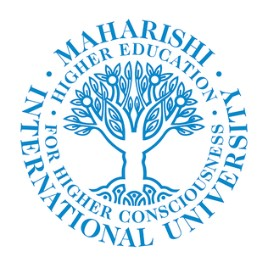 MAHARISHI · INTERNATIONAL UNIVERSITY ·
HIGHER EDUCATION · FOR HIGHER CONSCIOUSNESS ·